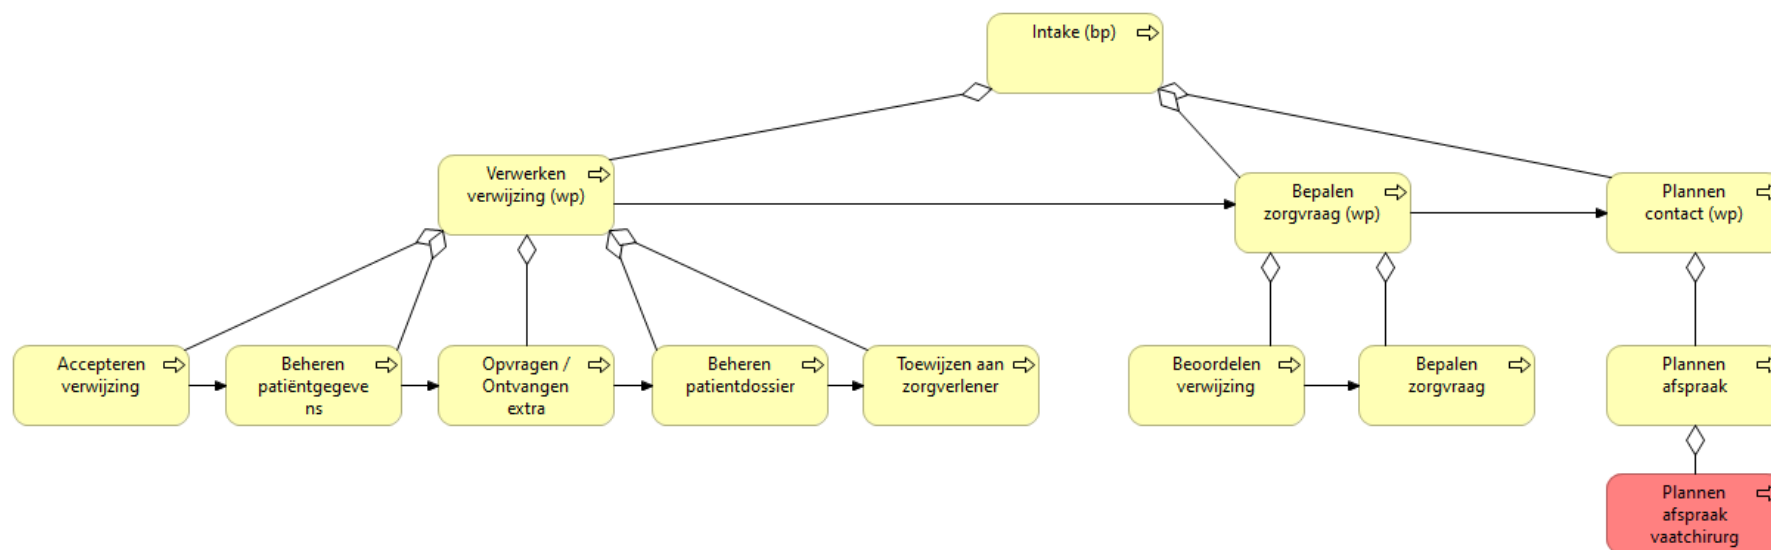 Intake (bp)
Verwerken
verwijzing (wp)
Bepalen
zorgvraag (wp)
Plannen
contact (wp)
Accepteren
verwijzing
Beheren
patiëntgegeve
ns
Opvragen /
Ontvangen
extra
Beheren
patientdossier
Toewijzen aan
zorgverlener
Beoordelen
verwijzing
Bepalen
zorgvraag
Plannen
afspraak
Plannen
afspraak
vaatchirurg